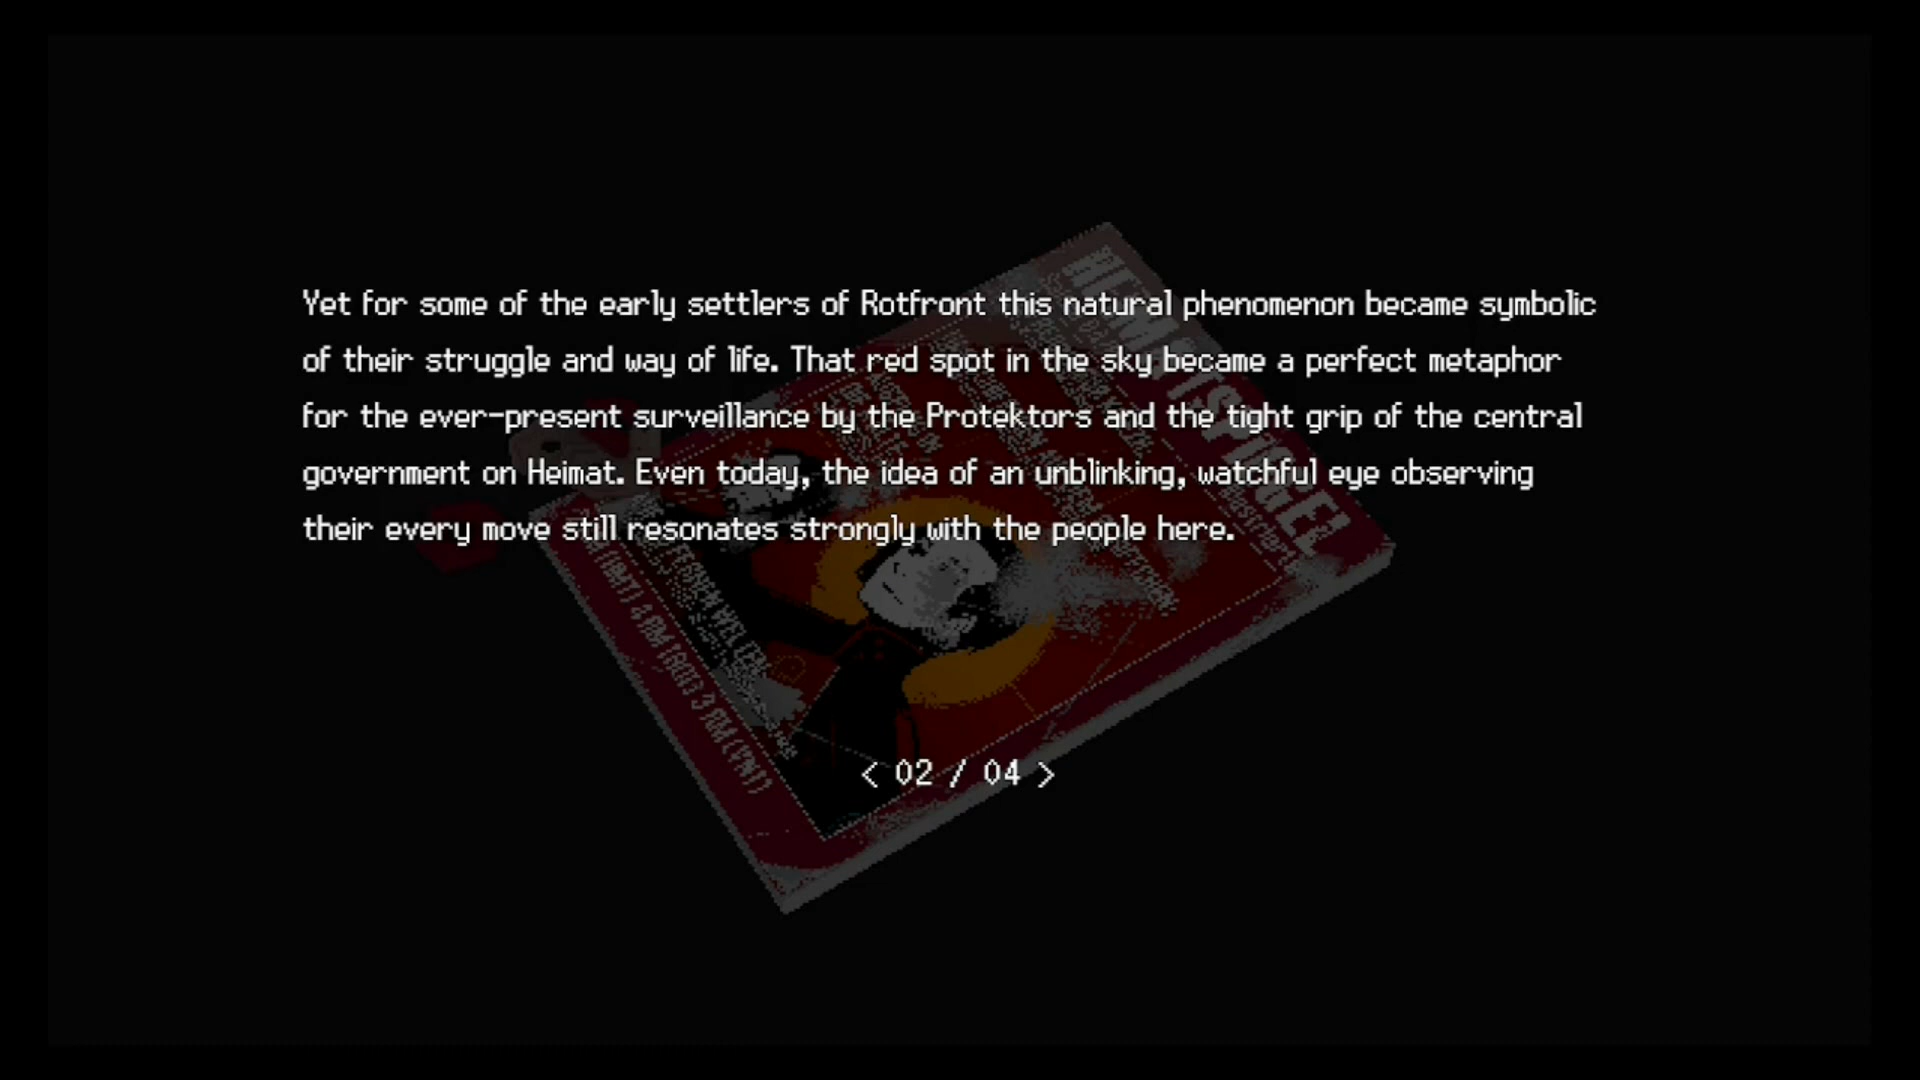 Yet for some of the early settlers of Rotfront this natural phenomenon became symbolic
of their struggle and way of life. That red spot in the sky became a perfect metaphor
for the ever-present surveillance by the Protektors and the tight grip of the central
government on Heimat. Even today, the idea of an unblinking, watchful eye observing
their every move still resonates strongly with the people here.
< 02 / 04 >